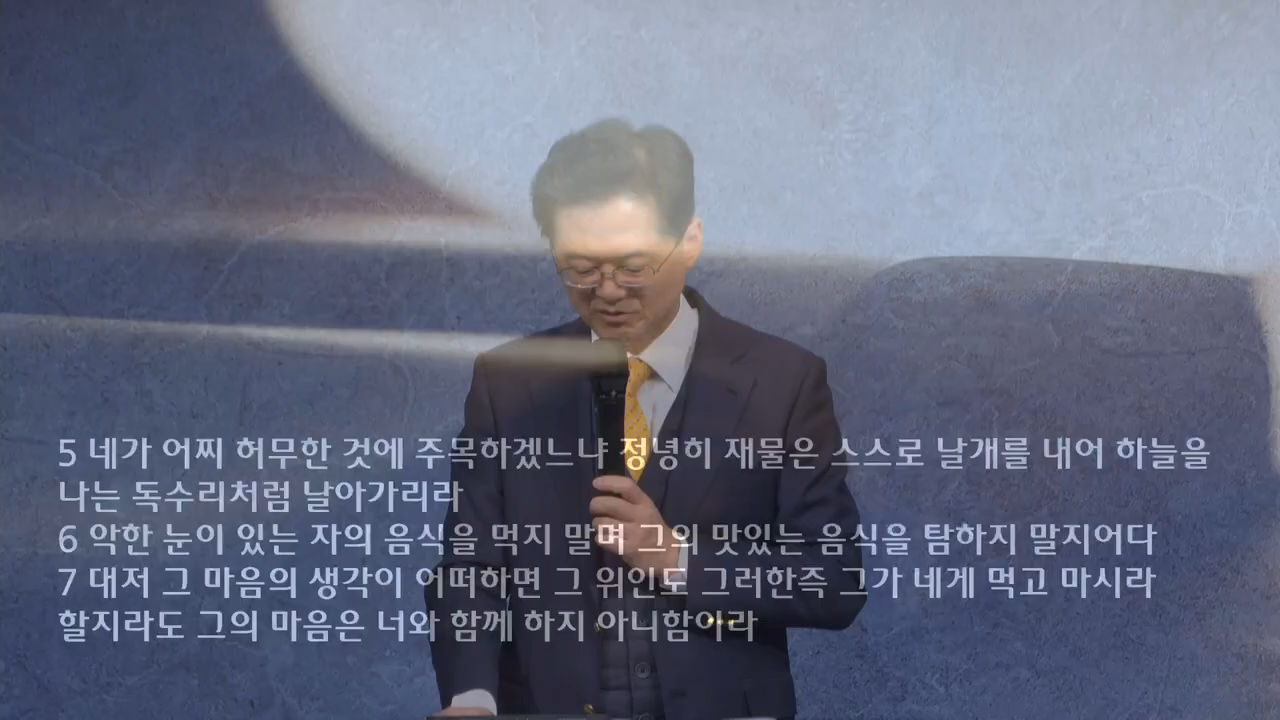 5 네가 어찌 허무한 것에 주목하겠느냐 정녕히 재물은 스스로 날개를 내어 하늘을
나는 독수리처럼 날아가리라
6 악한 눈이 있는 자의 음식을 먹지 말며 그의 맛있는 음식을 탐하지 말지어다
7 대저 그 마음의 생각이 어떠하면 그 위인도 그러한즉 그가 네게 먹고 마시라
할지라도 그의 마음은 너와 함께 하지 아니함이라